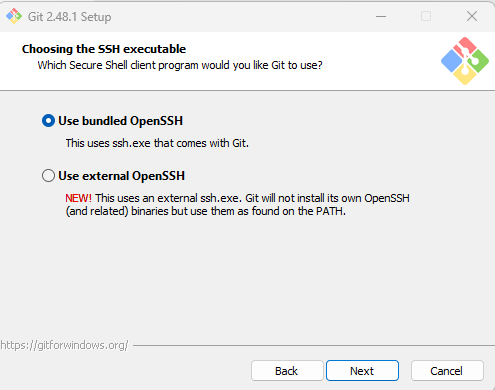 Git 2.48.1 Setup
Choosing the SSH executable
Which Secure Shell client program would you like Git to use?
Use bundled OpenSSH
This uses ssh.exe that comes with Git.
Use external OpenSSH
NEW! This uses an external ssh.exe. Git will not install its own OpenSSH
(and related) binaries but use them as found on the PATH.
https://gitforwindows.org/
Back Next Cancel